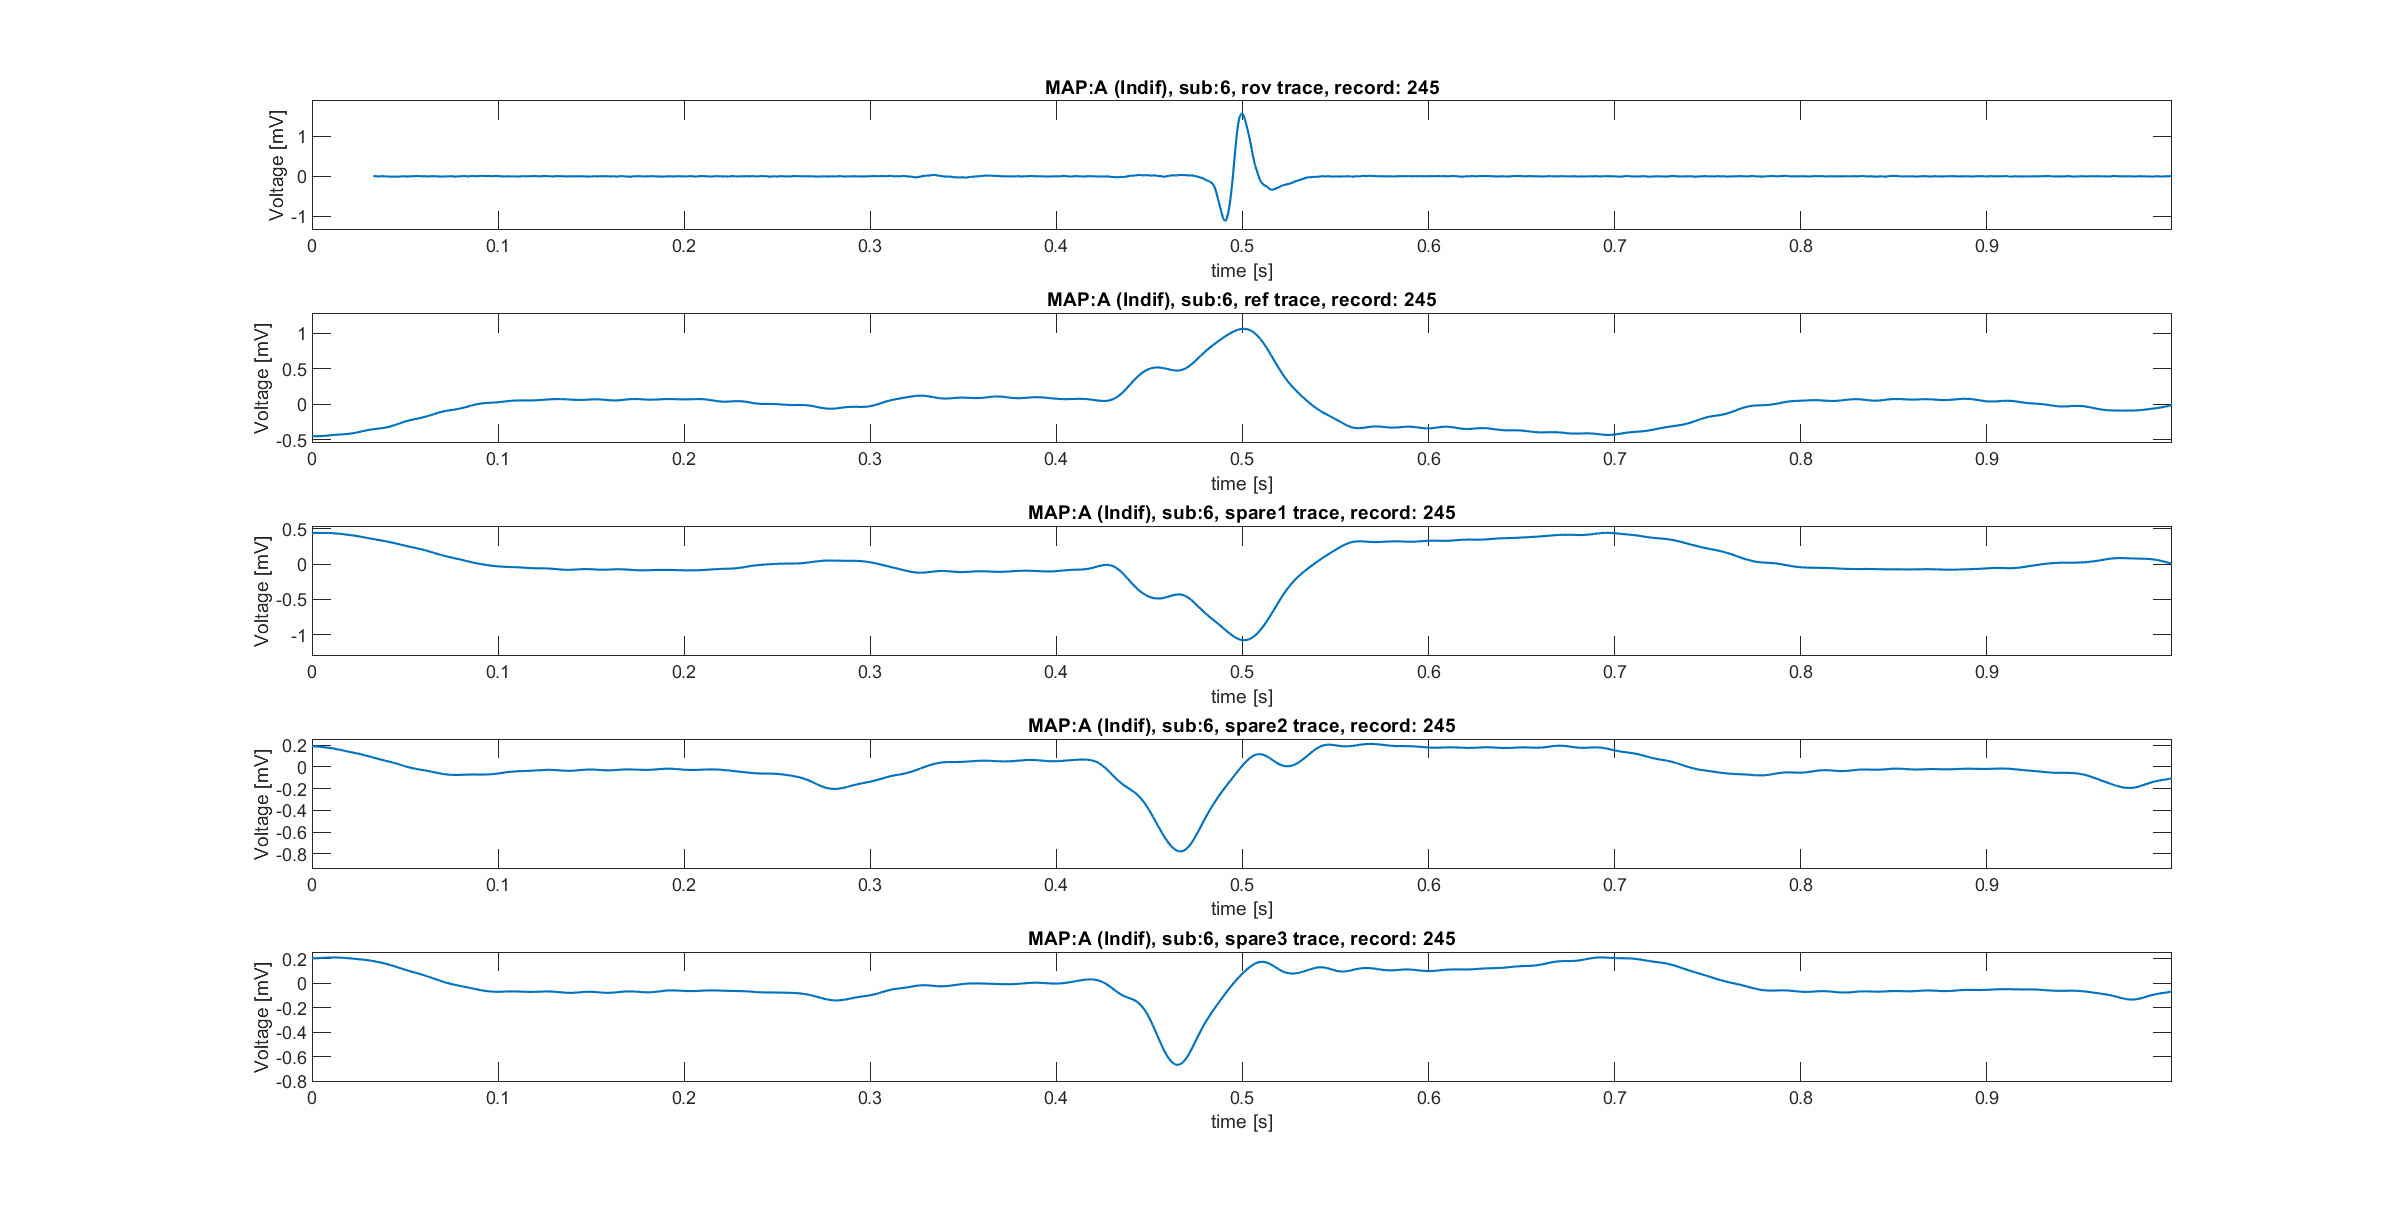 MAP:A (Indif), sub:6, rov trace, record: 245
Voltage [mV]
1
0
-1
0 0.1 0.2 0.3 0.4 0.5 0.6 0.7 0.8 0.9
time [s]
MAP:A (Indif), sub:6, ref trace, record: 245
Voltage [mV]
1
0.5
0
-0.5
0 0.1 0.2 0.3 0.4 0.5 0.6 0.7 0.8 0.9
time [s]
MAP:A (Indif), sub:6, spare1 trace, record: 245
Voltage [mV]
0.5
0
-0.5
-1
0 0.1 0.2 0.3 0.4 0.5 0.6 0.7 0.8 0.9
time [s]
MAP:A (Indif), sub:6, spare2 trace, record: 245
Voltage [mV]
0.2
0
-0.2
-0.4
-0.6
-0.8
0 0.1 0.2 0.3 0.4 0.5 0.6 0.7 0.8 0.9
time [s]
MAP:A (Indif), sub:6, spare3 trace, record: 245
Voltage [mV]
0.2
0
-0.2
-0.4
-0.6
-0.8
0 0.1 0.2 0.3 0.4 0.5 0.6 0.7 0.8 0.9
time [s]